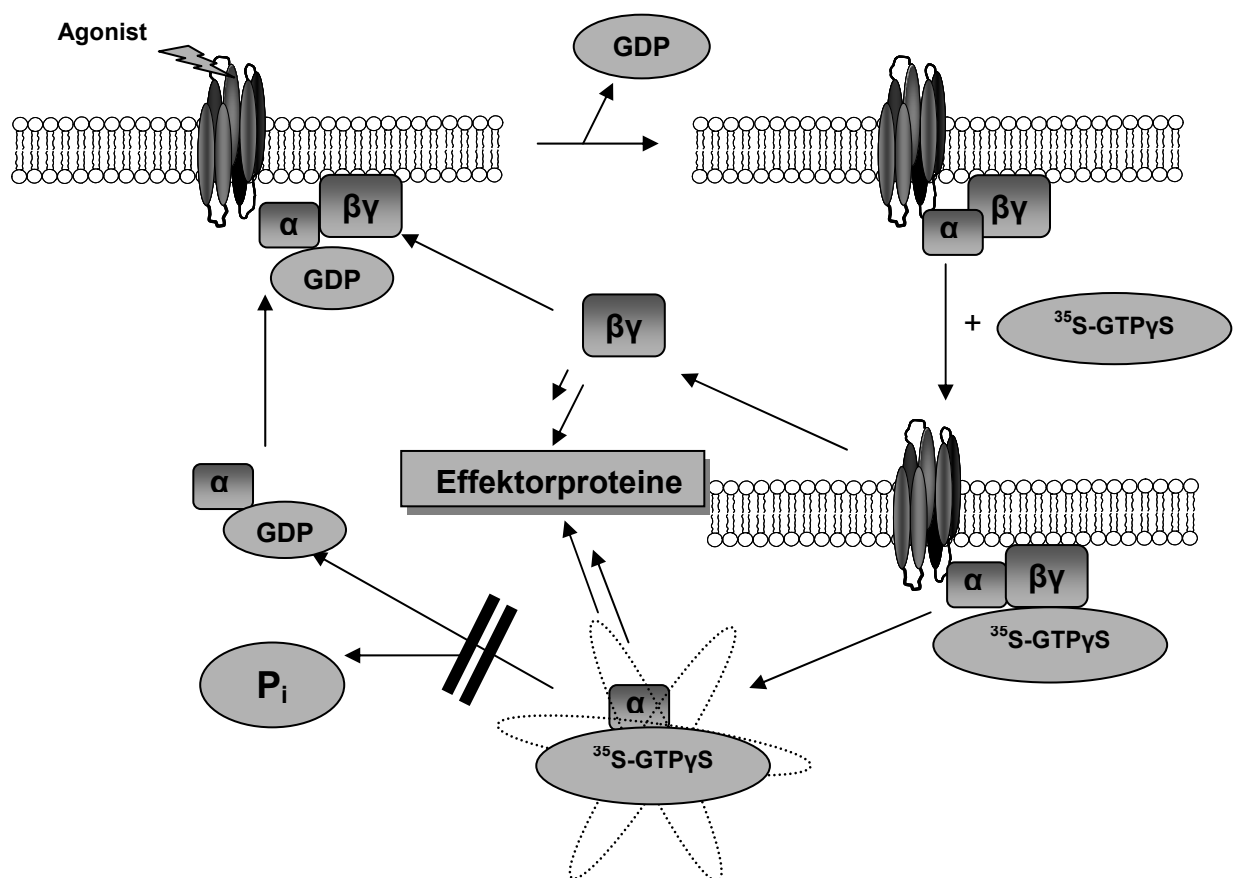 Agonist
GDP
α
βγ
GDP
α
βγ
+
³⁵S-GTPγS
βγ
Effektorproteine
α
GDP
α
βγ
³⁵S-GTPγS
Pᵢ
α
³⁵S-GTPγS